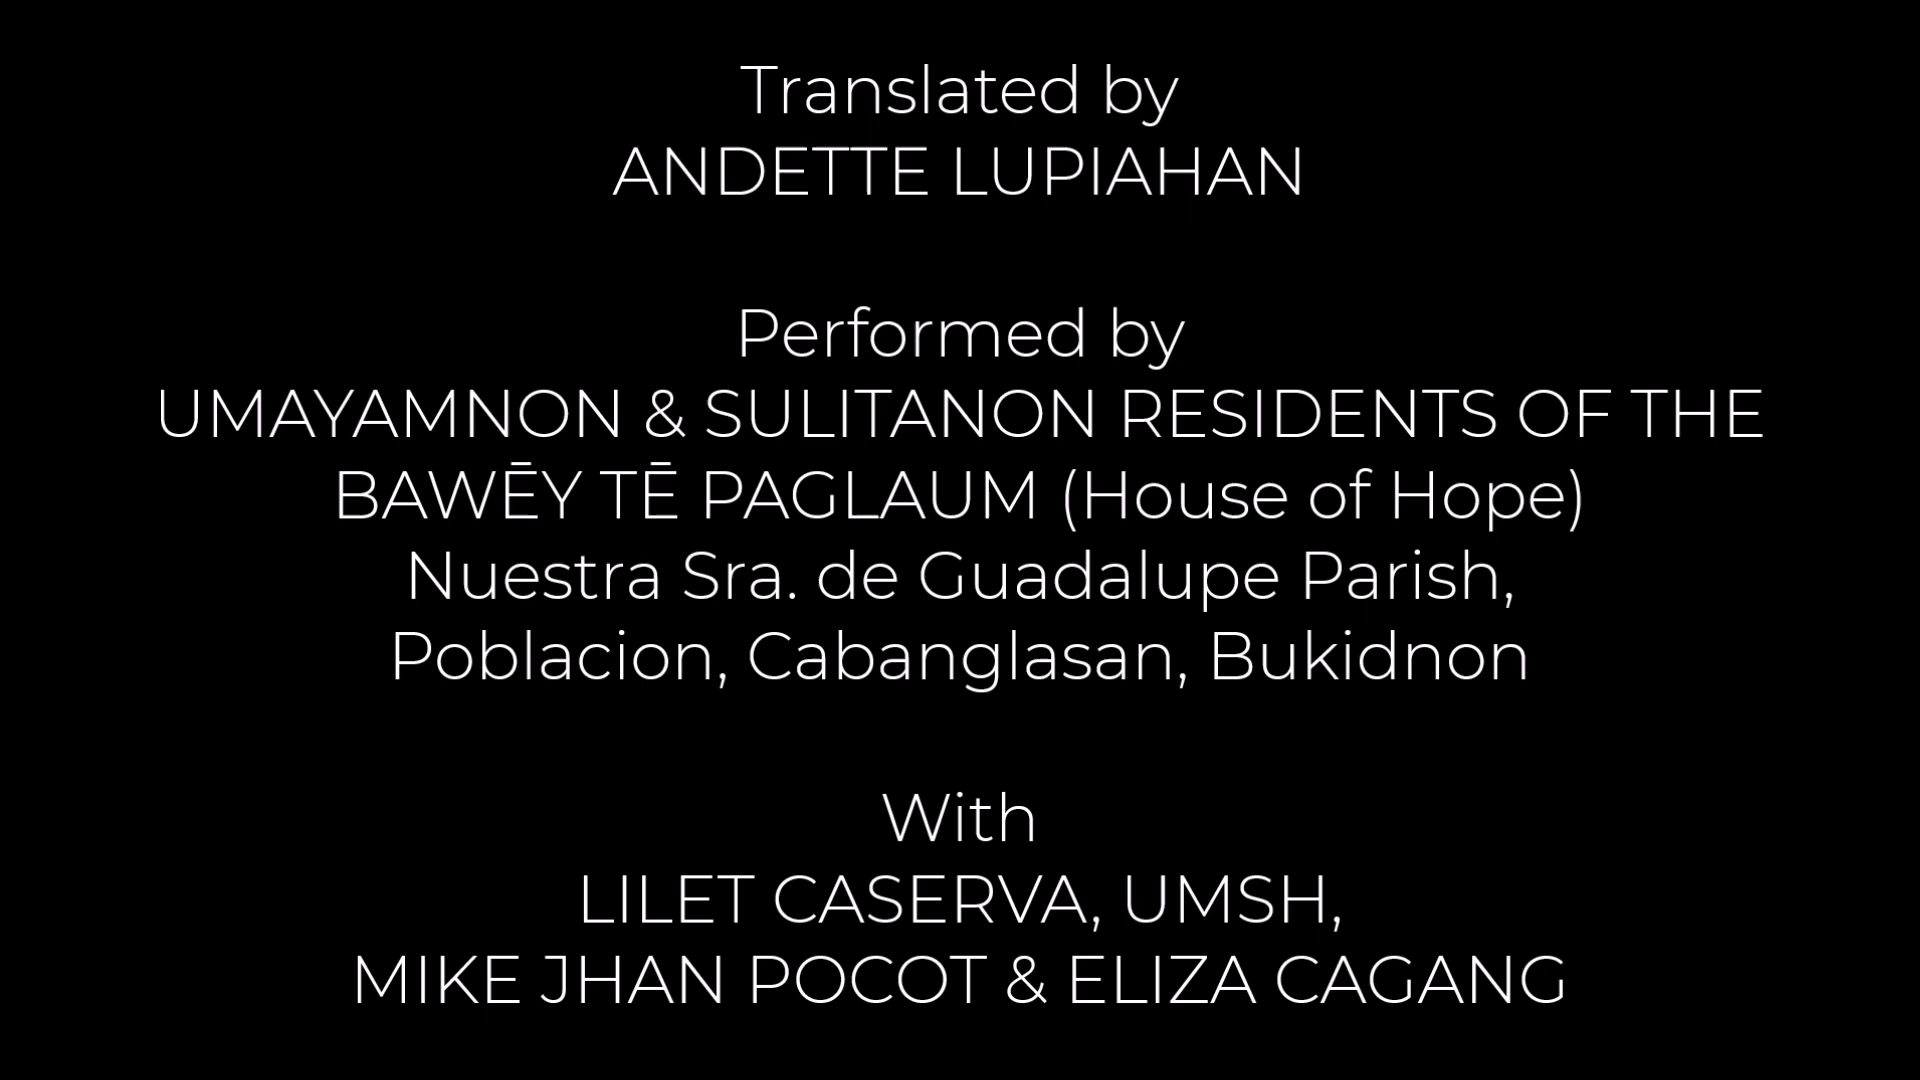 Translated by
ANDETTE LUPIAHAN
Performed by
UMAYAMNON & SULITANON RESIDENTS OF THE
BAWĒY TĒ PAGLAUM (House of Hope)
Nuestra Sra. de Guadalupe Parish,
Poblacion, Cabanglasan, Bukidnon
With
LILET CASERVA, UMSH,
MIKE JHAN POCOT & ELIZA CAGANG